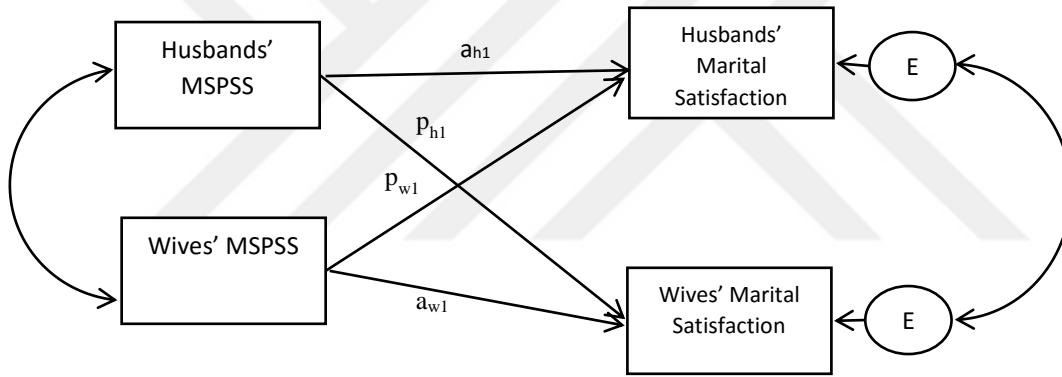 Husbands’
MSPSS
ah1
Husbands’
Marital
Satisfaction
E
ph1
pw1
Wives’ MSPSS
aw1
Wives’ Marital
Satisfaction
E